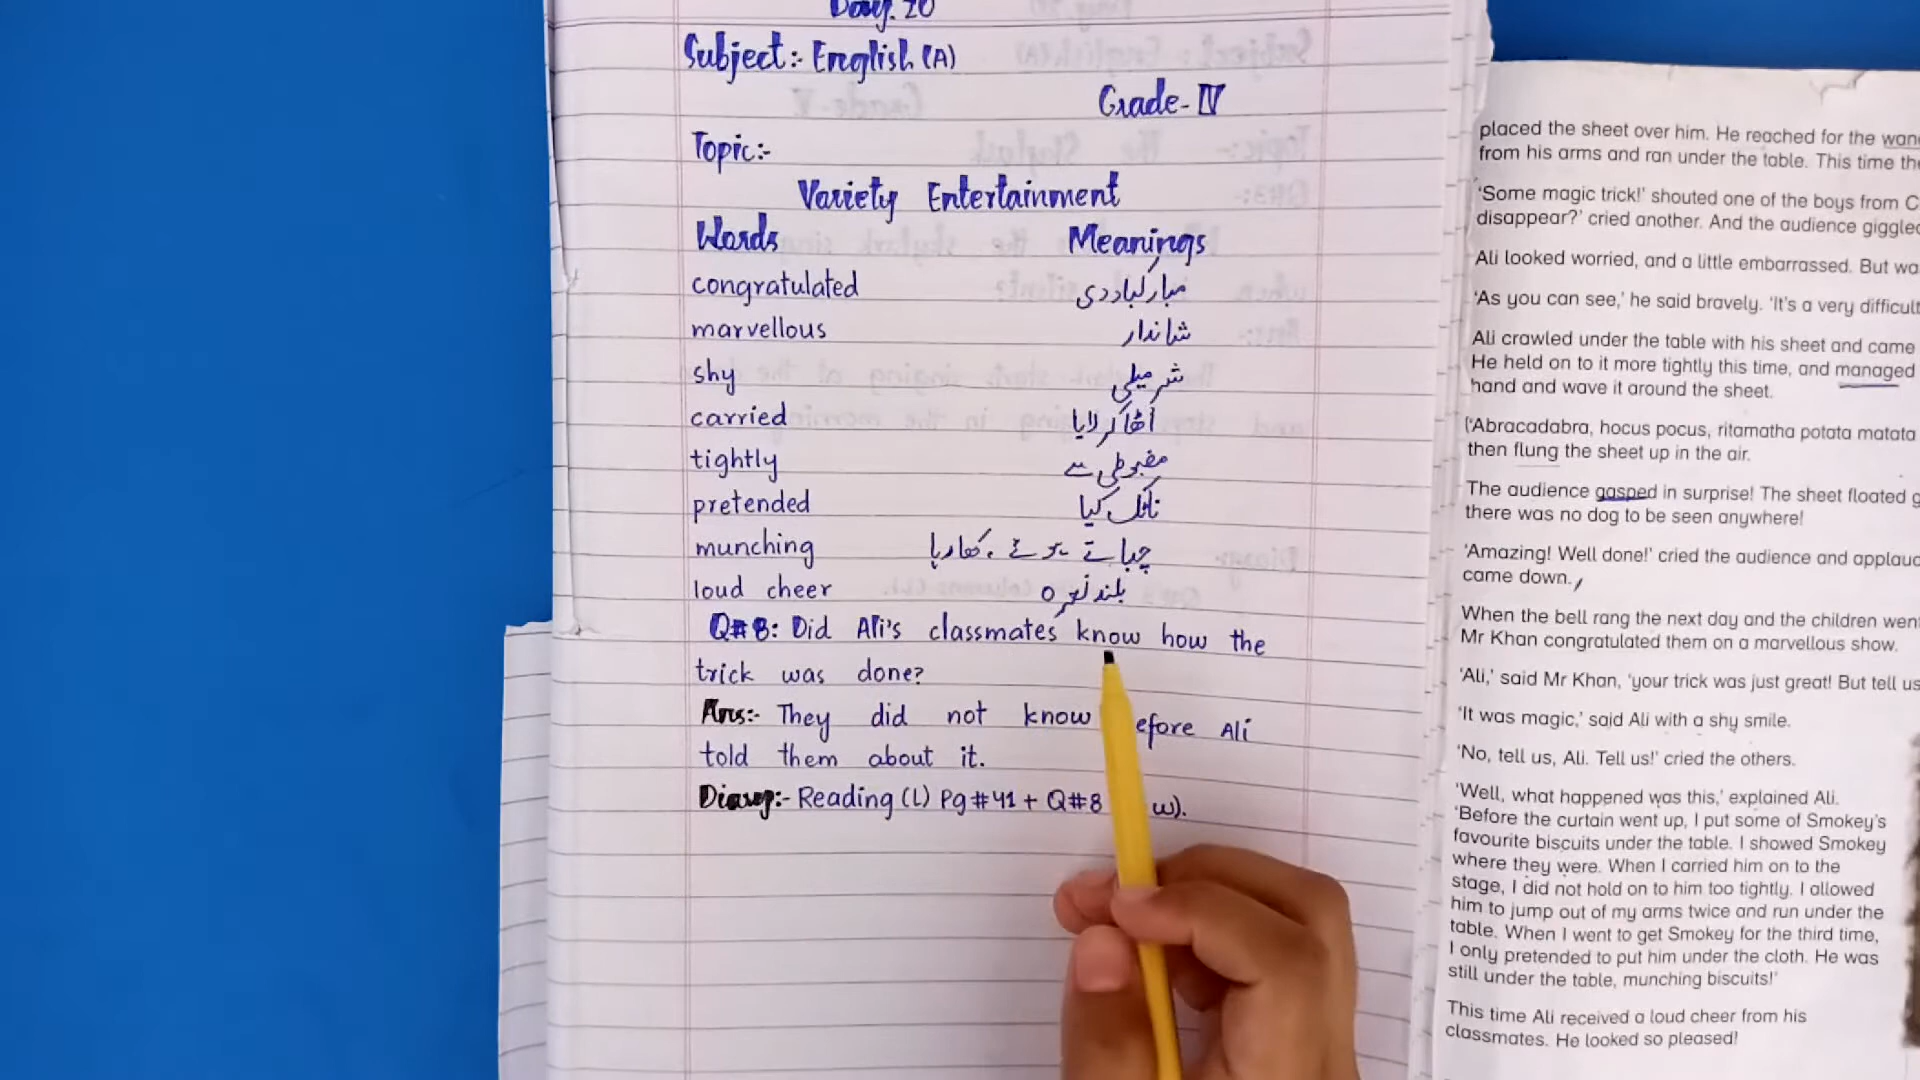 Day. 20
Subject:- English (A)
Grade- IV
Topic:-
Variety Entertainment
Words Meanings
congratulated مبارکباد دی
marvellous شاندار
shy شرمیلی
carried اٹھا کر لایا
tightly مضبوطی سے
pretended ناٹک کیا
munching چباتے ہوئے، کھا رہا
loud cheer بلند نعرہ
Q#8: Did Ali's classmates know how the
trick was done?
Ans:- They did not know efore Ali
told them about it.
Diary:- Reading (L) Pg#41 + Q#8 w).
placed the sheet over him. He reached for the wan
from his arms and ran under the table. This time the
'Some magic trick!' shouted one of the boys from C
disappear?' cried another. And the audience giggle
Ali looked worried, and a little embarrassed. But wa
'As you can see,' he said bravely. 'It's a very difficult
Ali crawled under the table with his sheet and came
He held on to it more tightly this time, and managed
hand and wave it around the sheet.
('Abracadabra, hocus pocus, ritamatha potata matata
then flung the sheet up in the air.
The audience gasped in surprise! The sheet floated g
there was no dog to be seen anywhere!
'Amazing! Well done!' cried the audience and applaud
came down.
When the bell rang the next day and the children went
Mr Khan congratulated them on a marvellous show.
'Ali,' said Mr Khan, 'your trick was just great! But tell us
'It was magic,' said Ali with a shy smile.
'No, tell us, Ali. Tell us!' cried the others.
'Well, what happened was this,' explained Ali.
'Before the curtain went up, I put some of Smokey's
favourite biscuits under the table. I showed Smokey
where they were. When I carried him on to the
stage, I did not hold on to him too tightly. I allowed
him to jump out of my arms twice and run under the
table. When I went to get Smokey for the third time,
I only pretended to put him under the cloth. He was
still under the table, munching biscuits!'
This time Ali received a loud cheer from his
classmates. He looked so pleased!